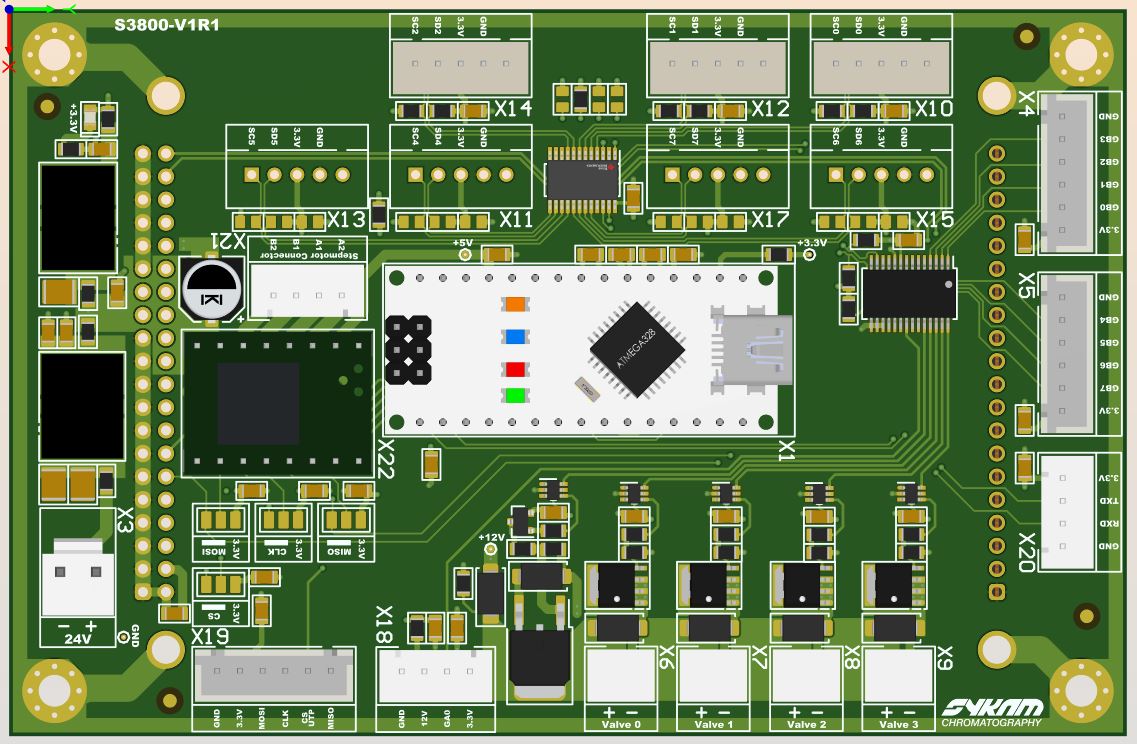 S3800-V1R1
SC2 SD2 3.3V GND
X14
SC1 SD1 3.3V GND
X12
SC0 SD0 3.3V GND
X10
SC5 SD5 3.3V GND
X13
SC4 SD4 3.3V GND
X11
SC7 SD7 3.3V GND
X17
SC6 SD6 3.3V GND
X15
+3.3V
X4
GND
GB3
GB2
GB1
GB0
3.3V
X21
B2 B1 A1 A2
Stepmotor Connector
+5V
+3.3V
X5
GND
GB4
GB5
GB6
GB7
3.3V
ATMEGA328
X1
X22
X3
24V
GND
MOSI 3.3V
CLK 3.3V
MISO 3.3V
CS 3.3V
+12V
X20
3.3V
TXD
RXD
GND
X19
GND 3.3V MOSI CLK CS UTP MISO
X18
GND 12V GA0 3.3V
X6
+ −
Valve 0
X7
+ −
Valve 1
X8
+ −
Valve 2
X9
+ −
Valve 3
SYKAM
CHROMATOGRAPHY